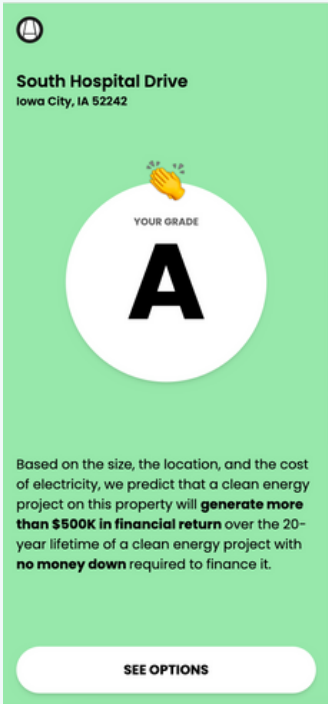 South Hospital Drive
Iowa City, IA 52242
YOUR GRADE
A
Based on the size, the location, and the cost
of electricity, we predict that a clean energy
project on this property will generate more
than $500K in financial return over the 20-
year lifetime of a clean energy project with
no money down required to finance it.
SEE OPTIONS